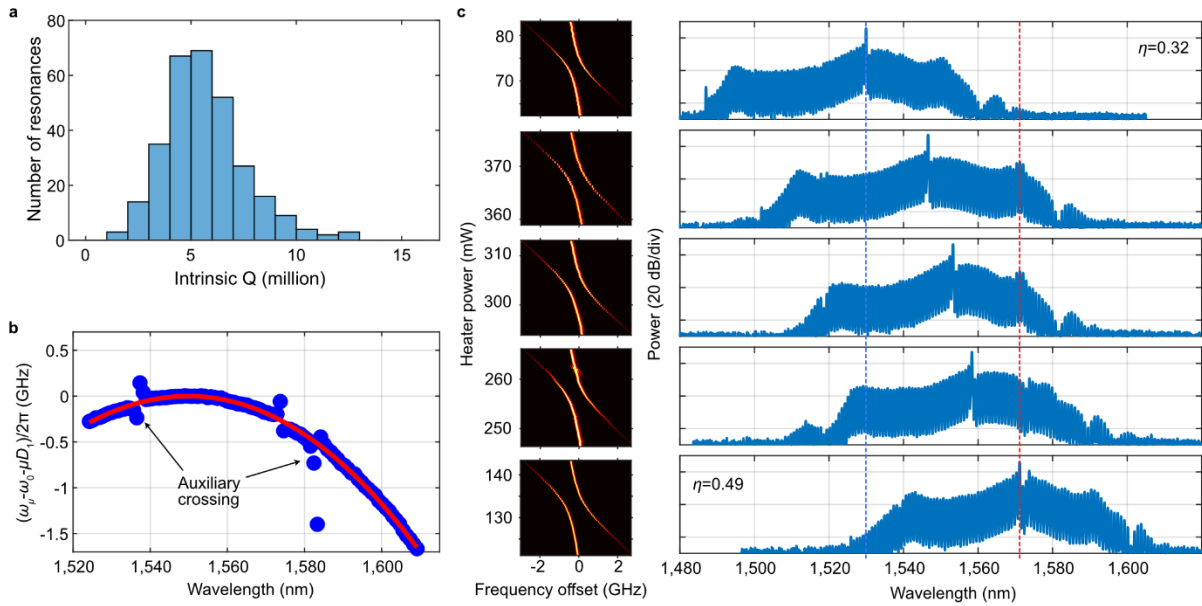 a
Number of resonances
80
60
40
20
0
0
5
10
15
Intrinsic Q (million)
b
(ωμ-ω0-μD1)/2π (GHz)
0.5
0
-0.5
-1
-1.5
Auxiliary
crossing
1,520
1,540
1,560
1,580
1,600
Wavelength (nm)
c
Heater power (mW)
80
70
370
360
310
300
260
250
140
130
-2
0
2
Frequency offset (GHz)
Power (20 dB/div)
η=0.32
η=0.49
1,480
1,500
1,520
1,540
1,560
1,580
1,600
Wavelength (nm)